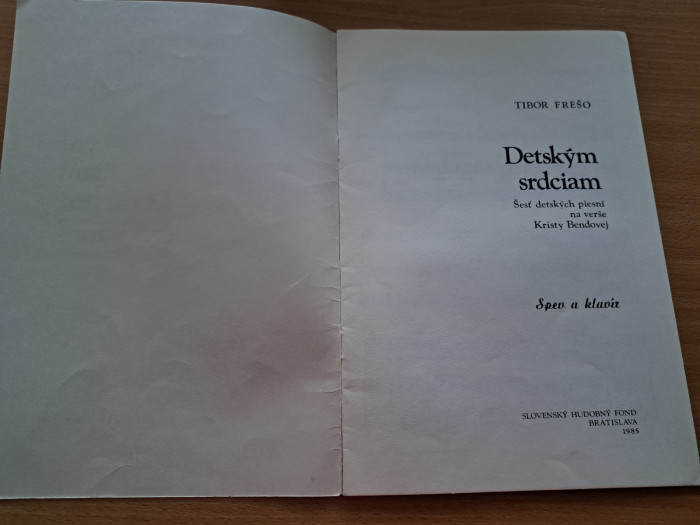 TIBOR FREŠO
Detským
srdciam
Šesť detských piesní
na verše
Kristy Bendovej
Spev a klavír
SLOVENSKÝ HUDOBNÝ FOND
BRATISLAVA
1985